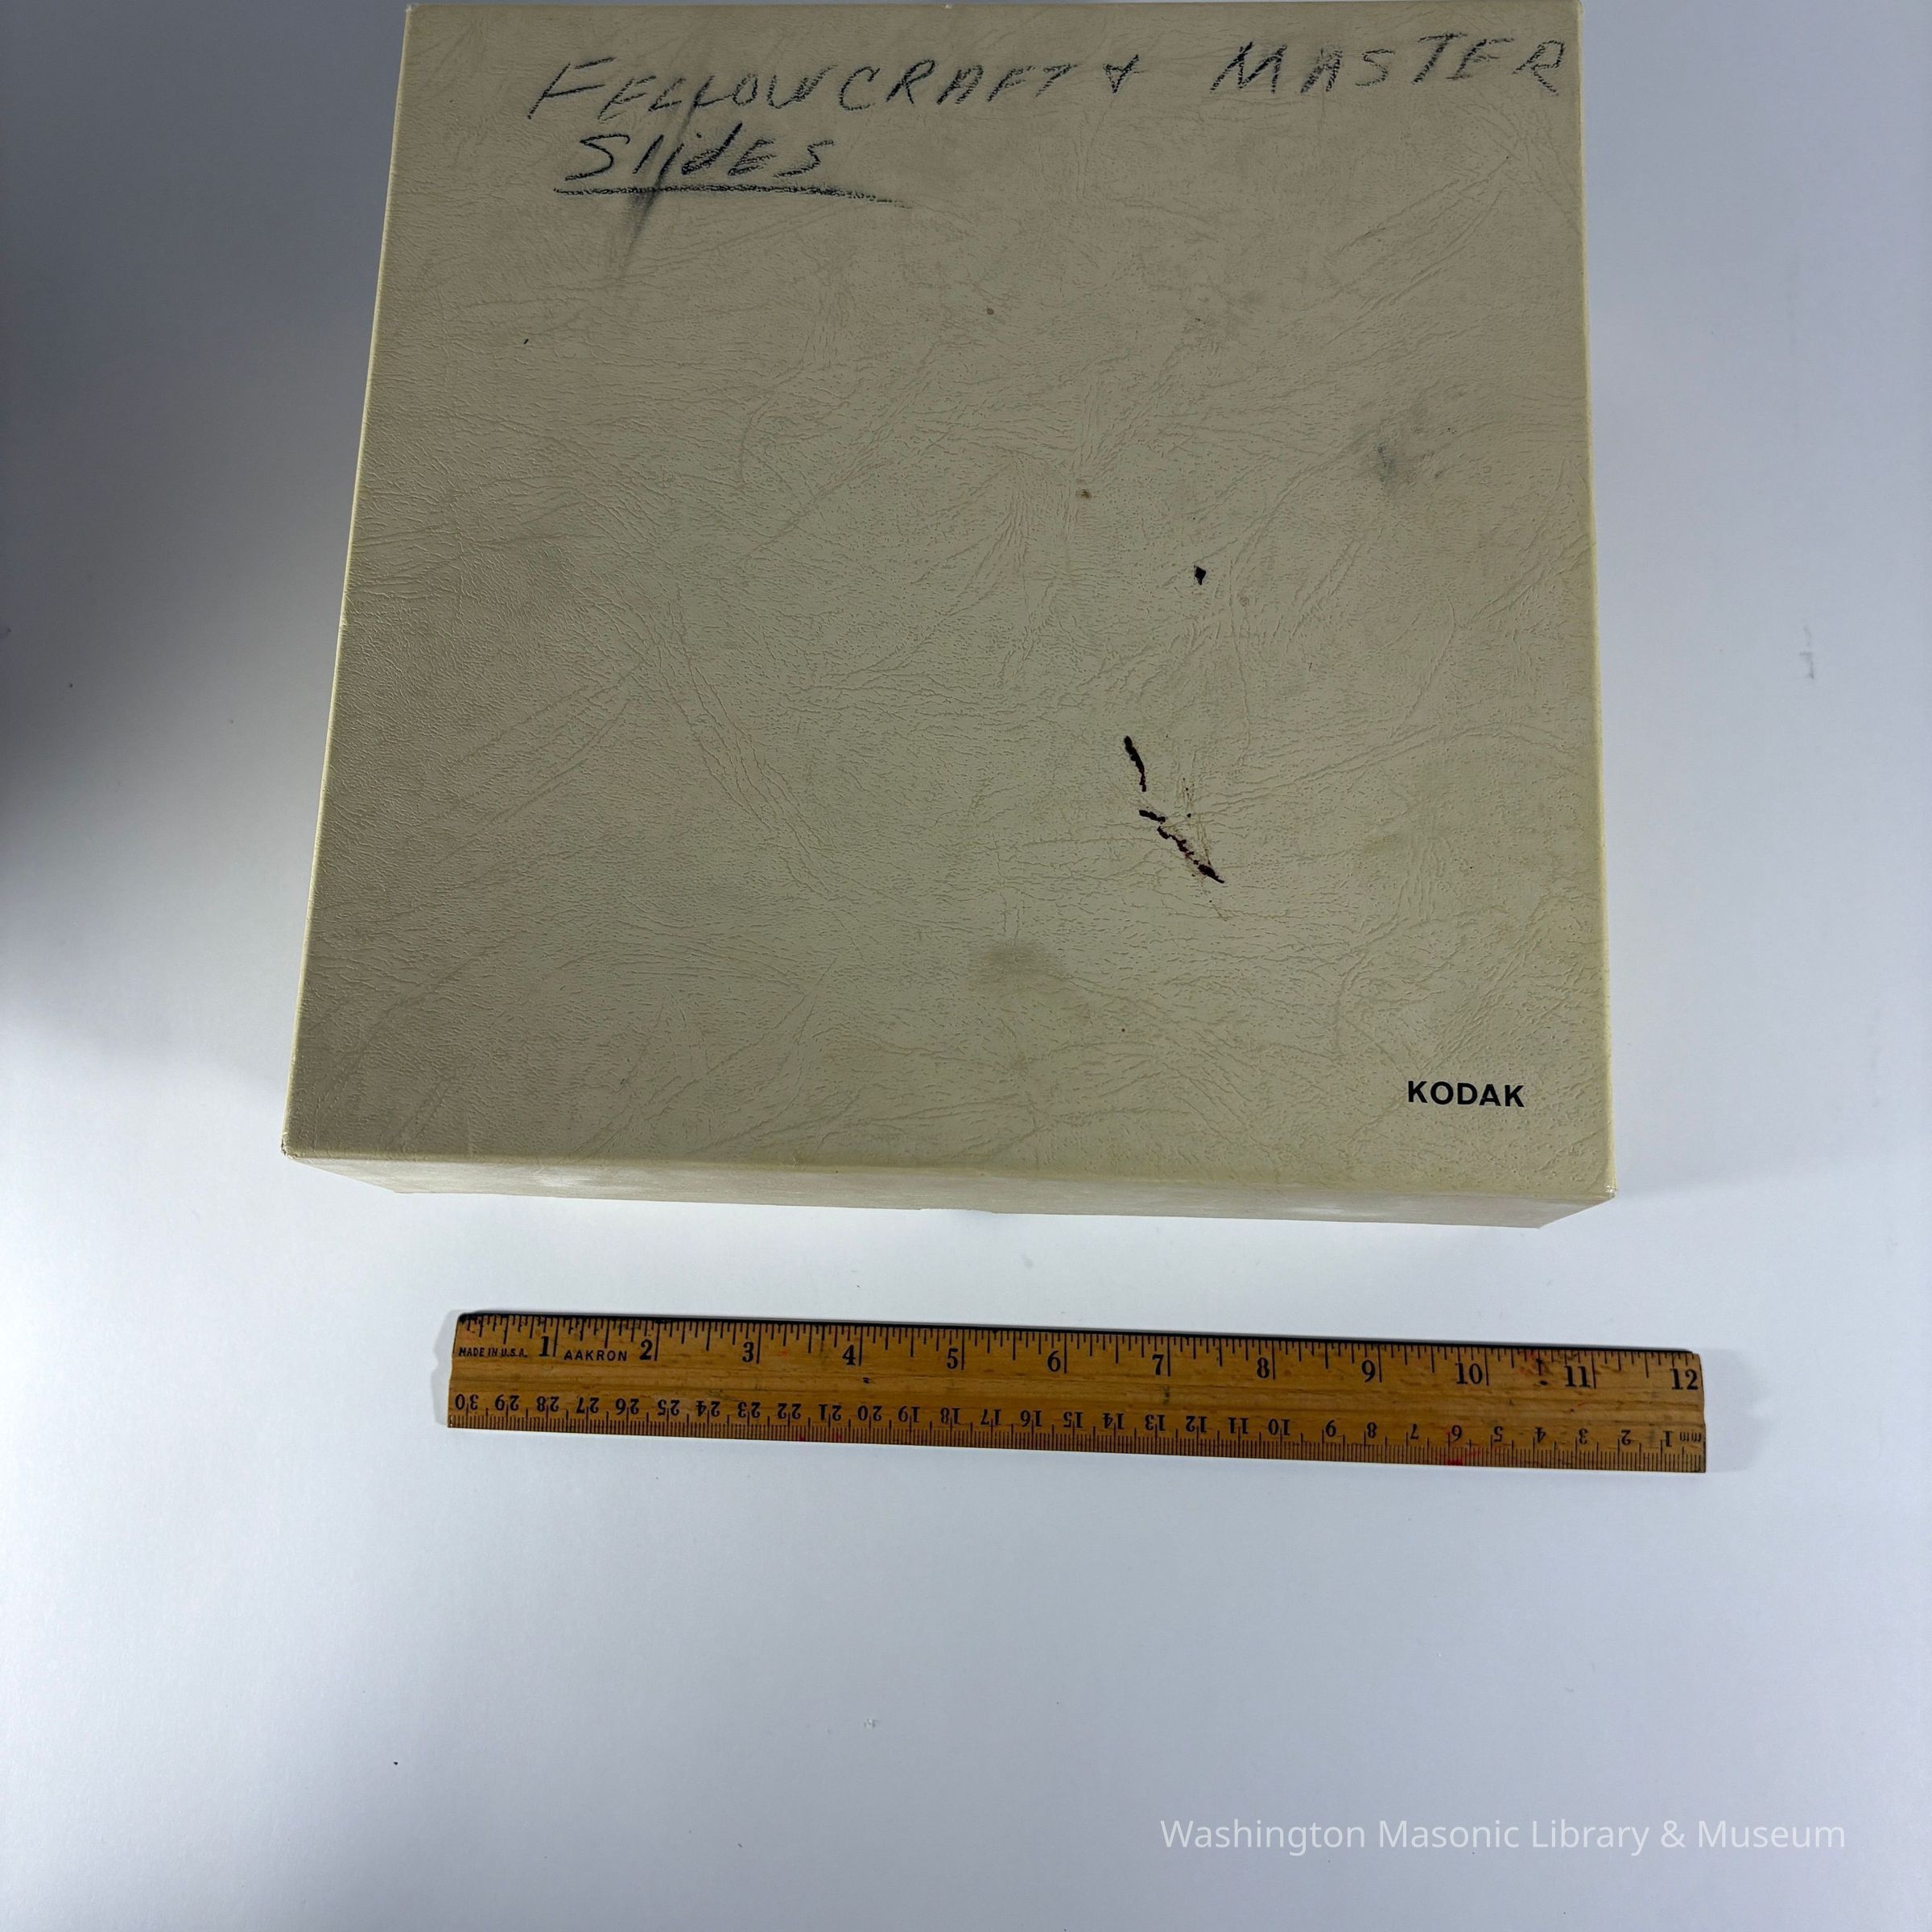 FELLOWCRAFT & MASTER
SlidES
KODAK
1 2 3 4 5 6 7 8 9 10 11 12
MADE IN U.S.A. AAKRON
30 29 28 27 26 25 24 23 22 21 20 19 18 17 16 15 14 13 12 11 10 9 8 7 6 5 4 3 2 1 mm
Washington Masonic Library & Museum